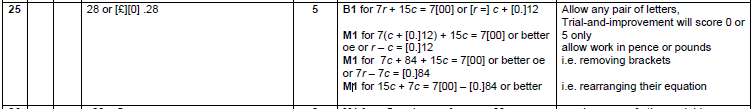 25 28 or [£][0] .28 5 B1 for 7r + 15c = 7[00] or [r =] c + [0.]12 Allow any pair of letters,
Trial-and-improvement will score 0 or
M1 for 7(c + [0.]12) + 15c = 7[00] or better 5 only
oe or r – c = [0.]12 allow work in pence or pounds
M1 for 7c + 84 + 15c = 7[00] or better oe i.e. removing brackets
or 7r – 7c = [0.]84
M1 for 15c + 7c = 7[00] – [0.]84 or better i.e. rearranging their equation